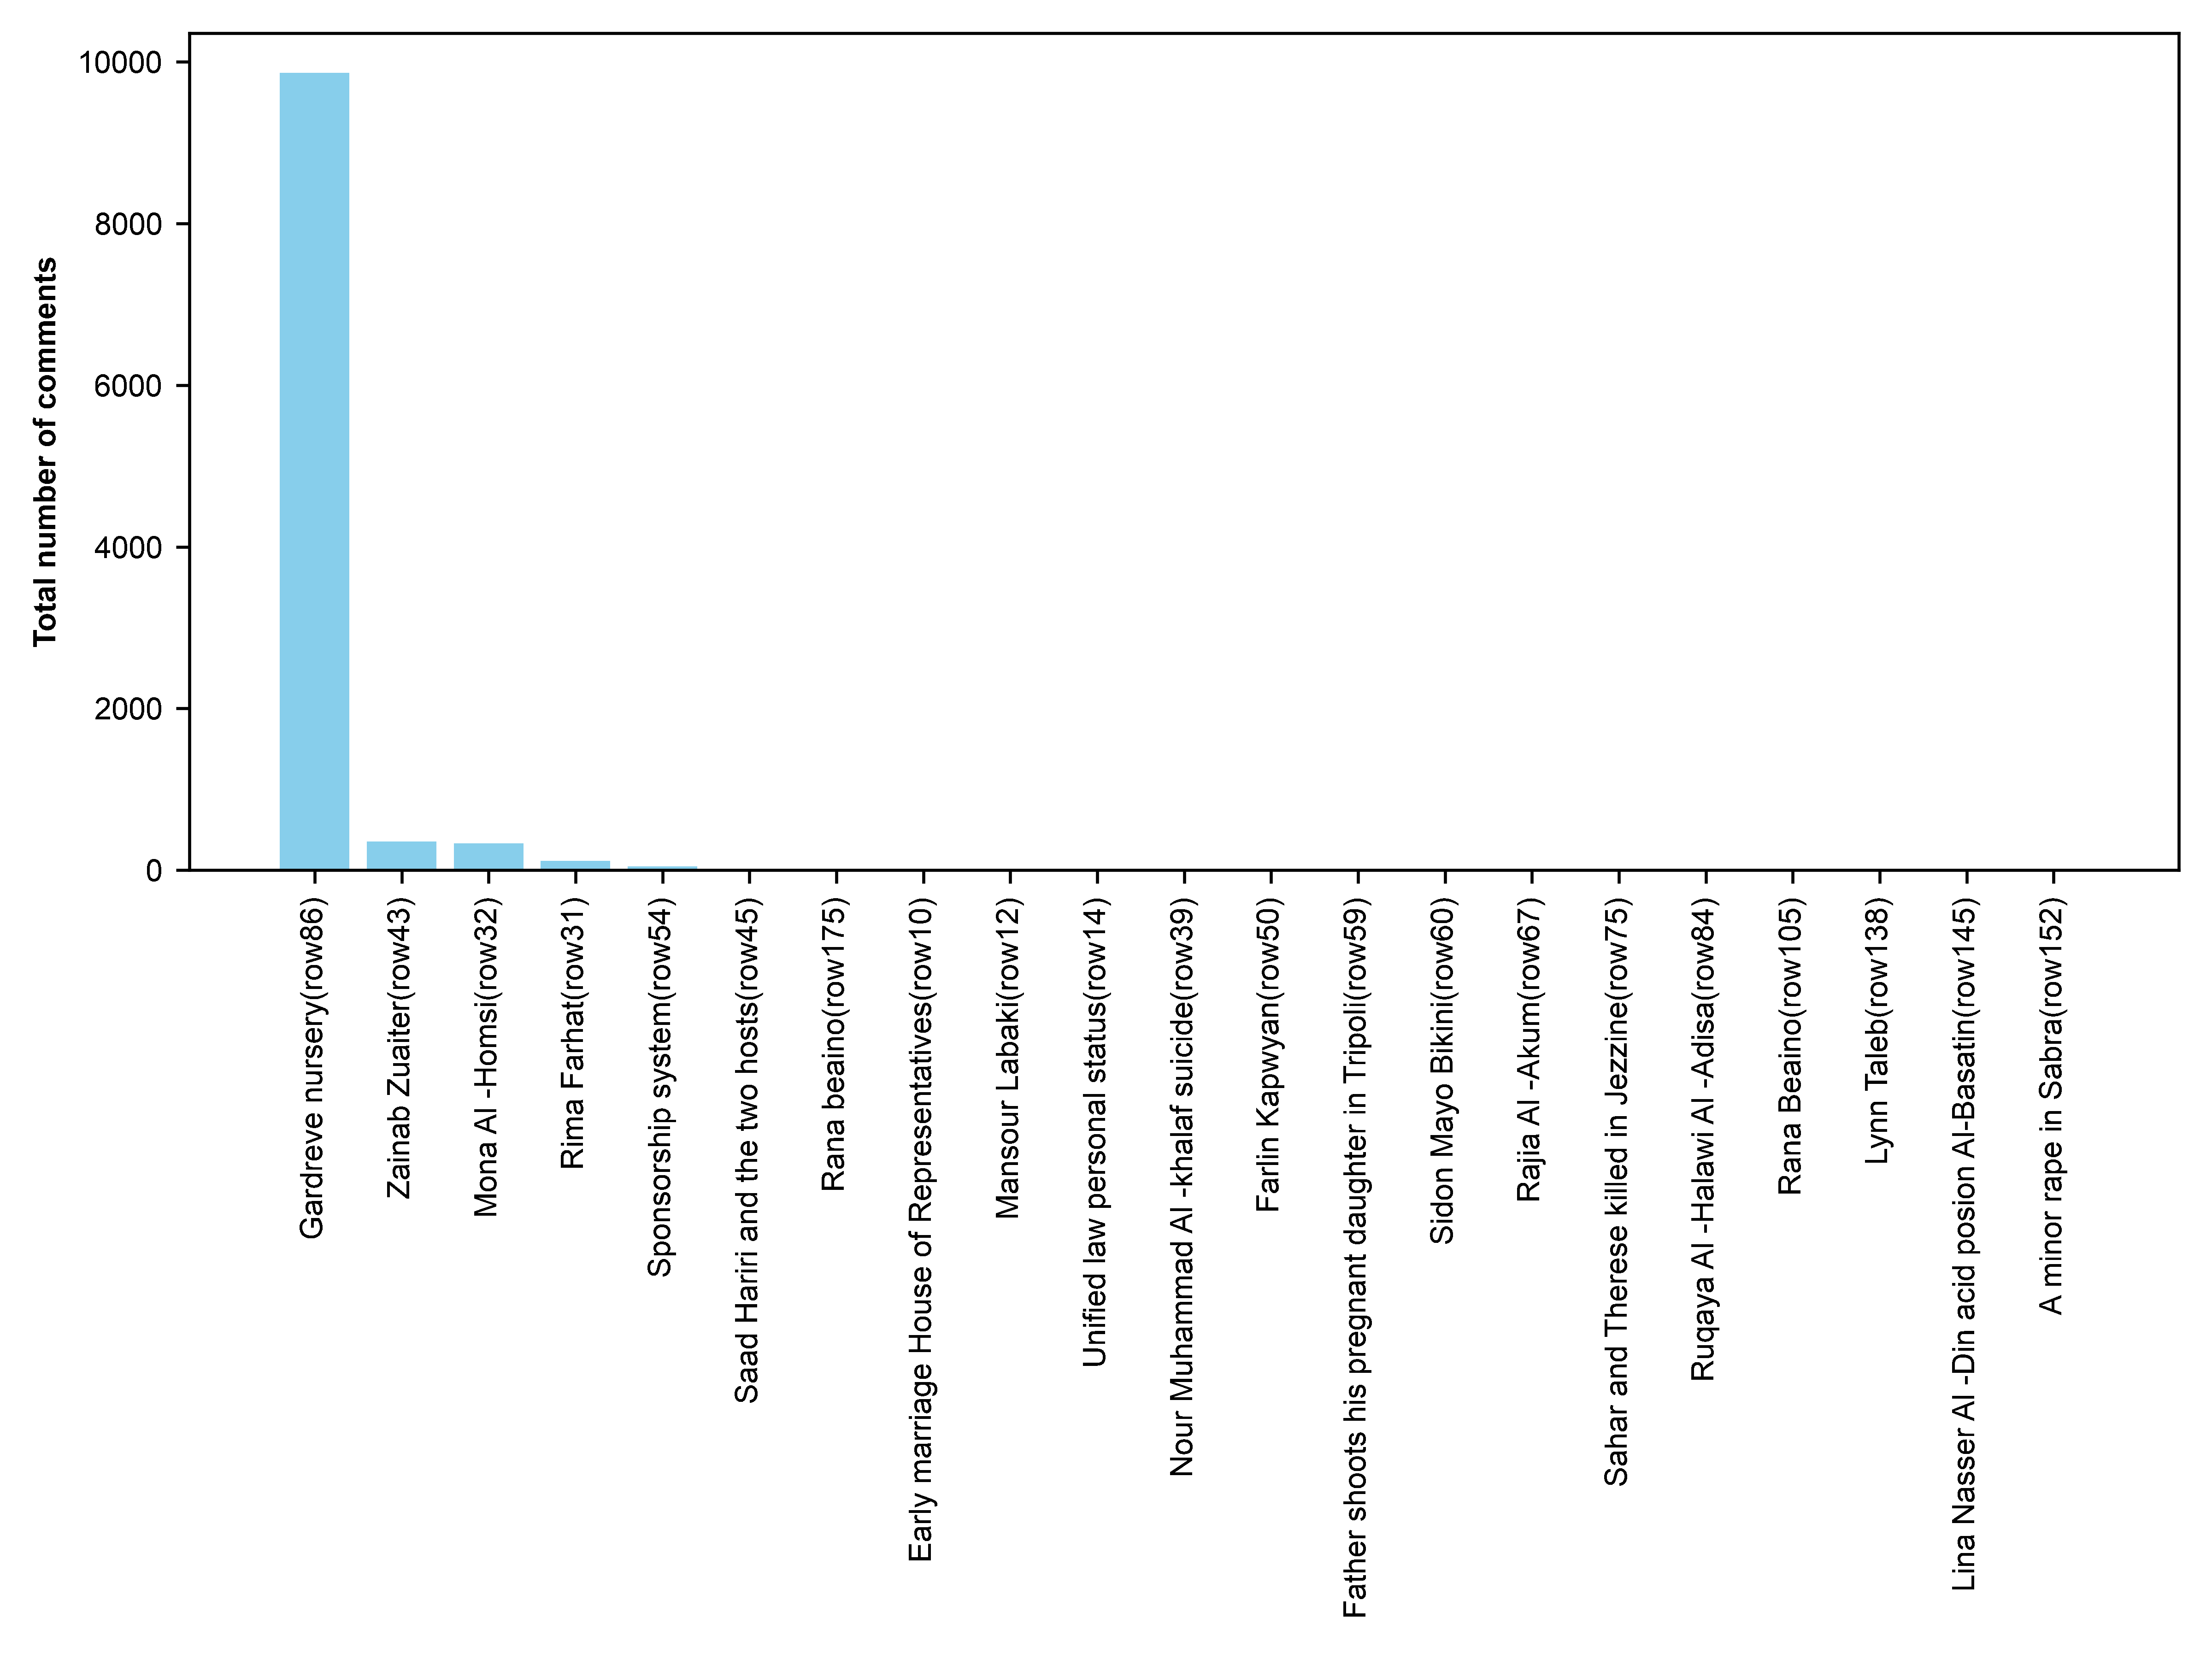 Total number of comments
10000
8000
6000
4000
2000
0
Gardreve nursery(row86)
Zainab Zuaiter(row43)
Mona Al -Homsi(row32)
Rima Farhat(row31)
Sponsorship system(row54)
Saad Hariri and the two hosts(row45)
Rana beaino(row175)
Early marriage House of Representatives(row10)
Mansour Labaki(row12)
Unified law personal status(row14)
Nour Muhammad Al -khalaf suicide(row39)
Farlin Kapwyan(row50)
Father shoots his pregnant daughter in Tripoli(row59)
Sidon Mayo Bikini(row60)
Rajia Al -Akum(row67)
Sahar and Therese killed in Jezzine(row75)
Ruqaya Al -Halawi Al -Adisa(row84)
Rana Beaino(row105)
Lynn Taleb(row138)
Lina Nasser Al -Din acid posion Al-Basatin(row145)
A minor rape in Sabra(row152)